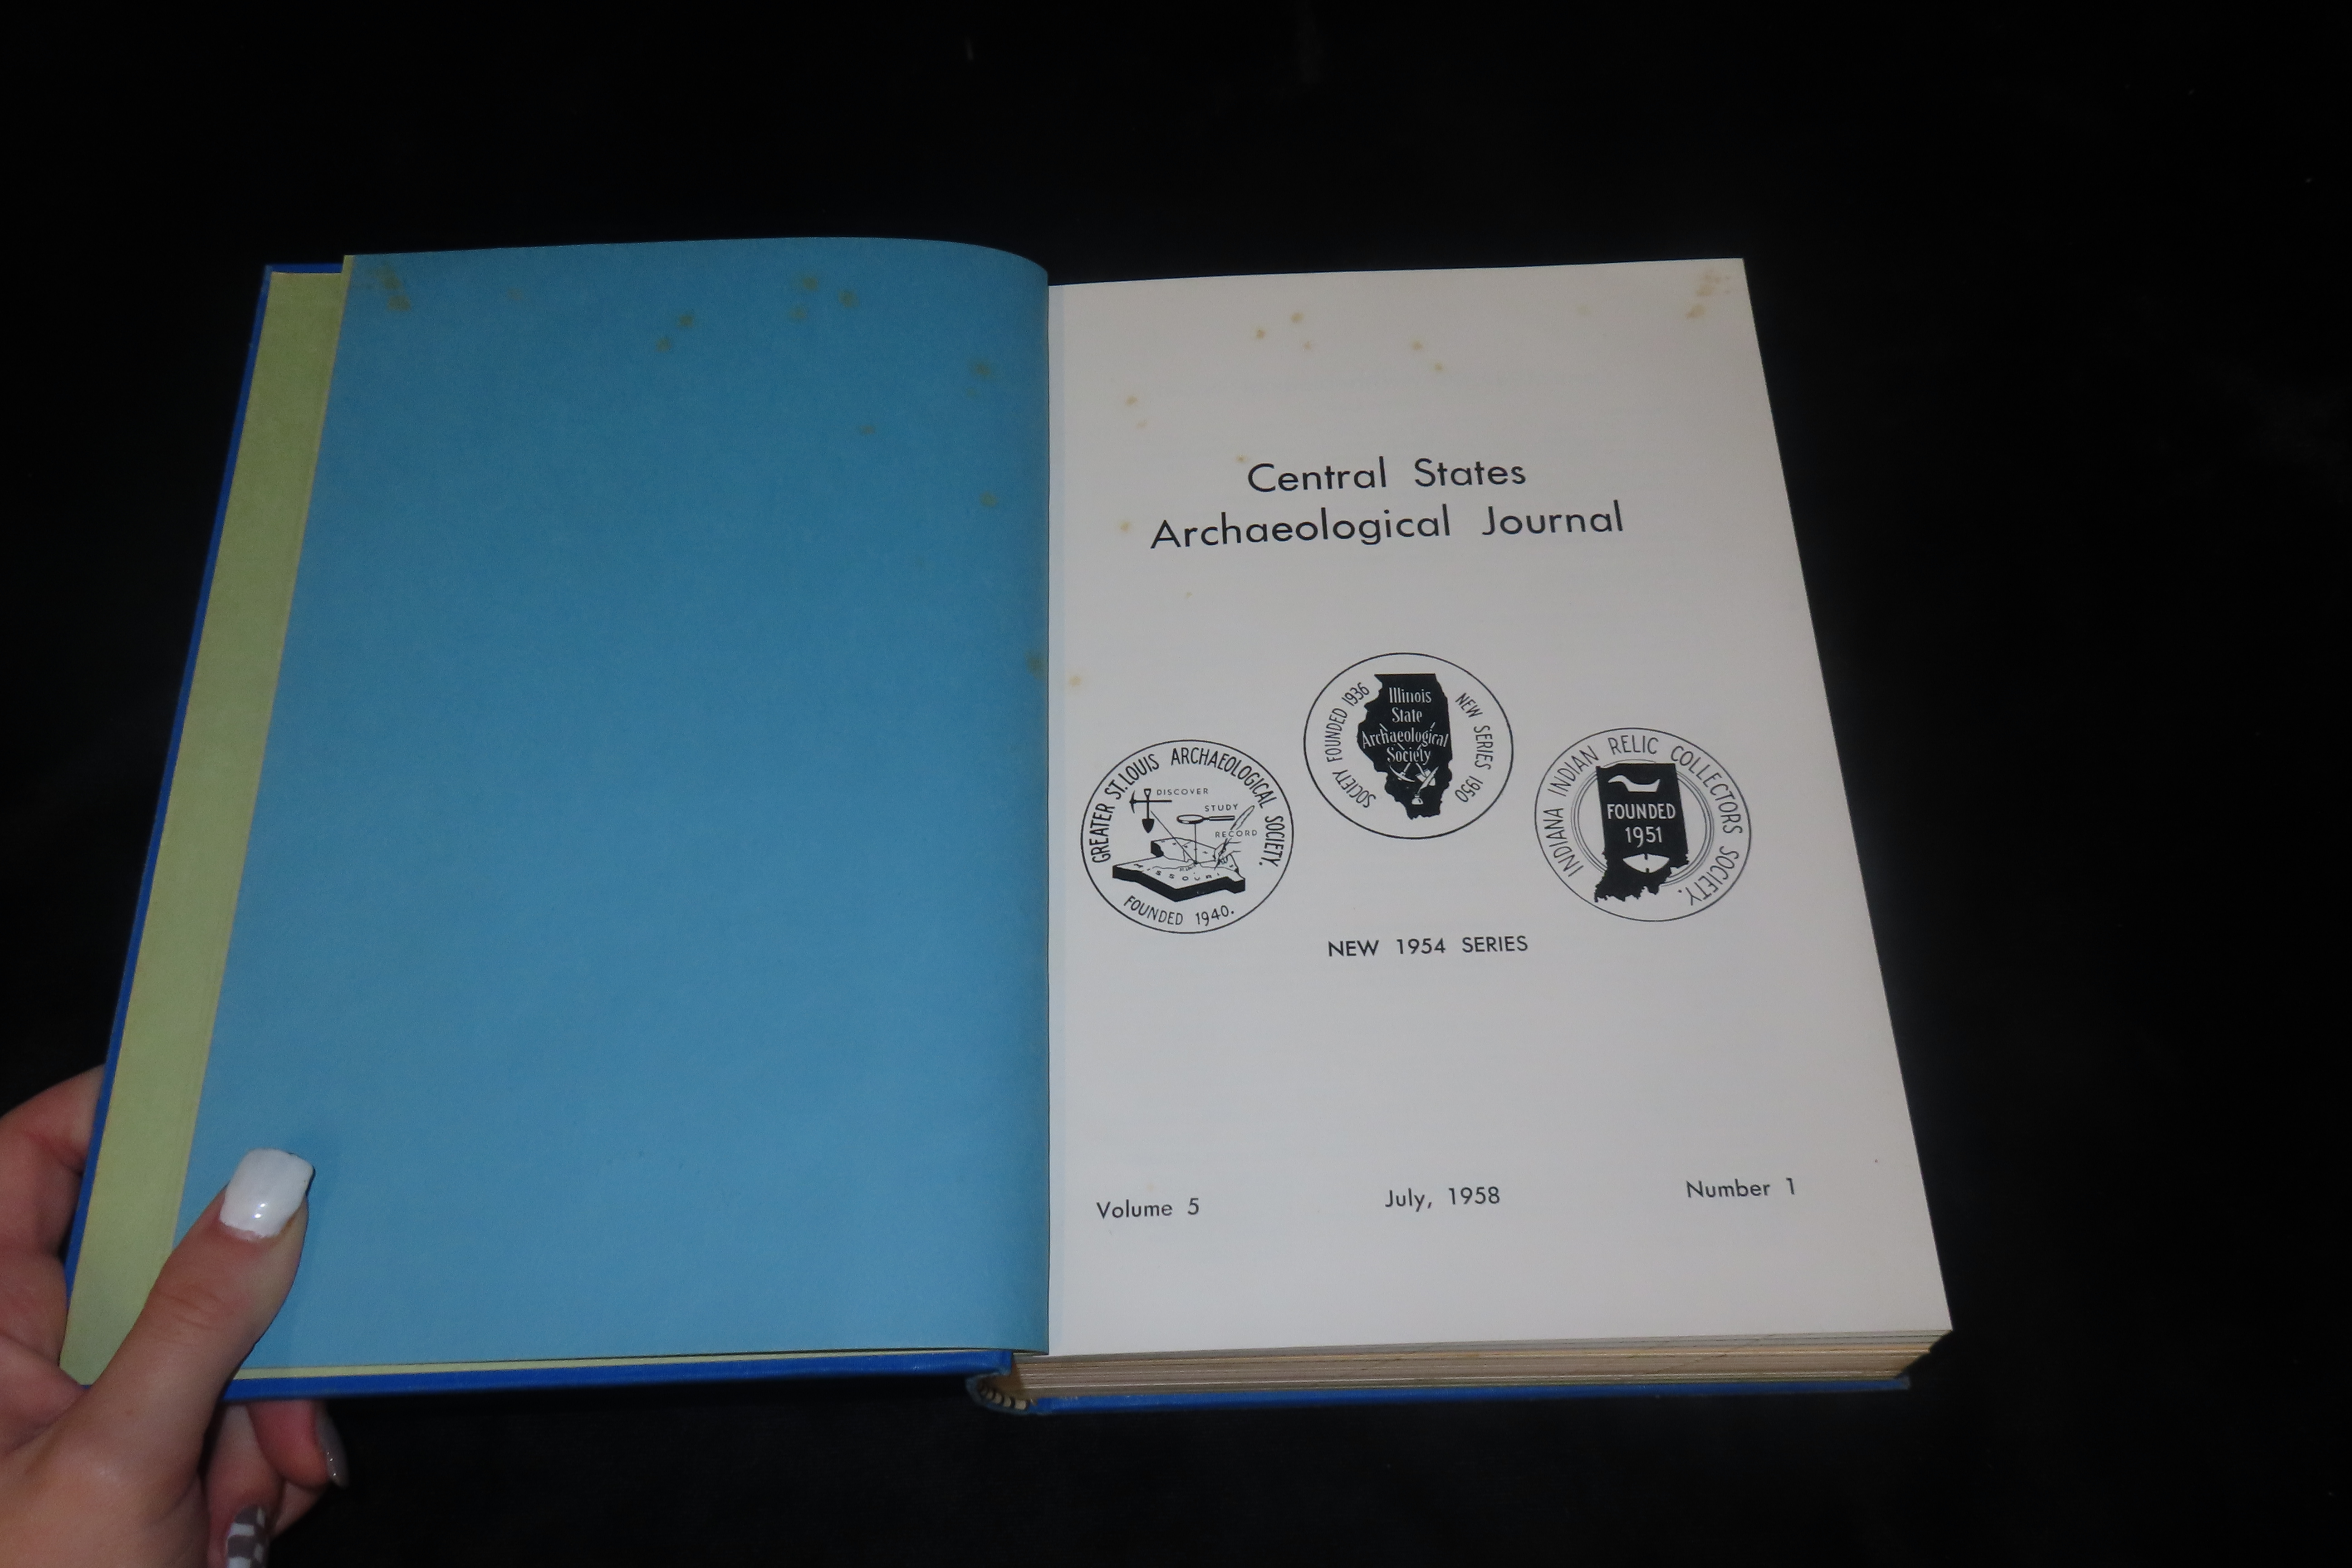 Central States
Archaeological Journal
SOCIETY FOUNDED 1936
NEW SERIES 1950
Illinois
State
Archaeological
Society
GREATER ST. LOUIS ARCHAEOLOGICAL SOCIETY.
DISCOVER
STUDY
RECORD
MISSOURI
FOUNDED 1940.
INDIANA INDIAN RELIC COLLECTORS SOCIETY.
FOUNDED
1951
NEW 1954 SERIES
Volume 5 July, 1958 Number 1